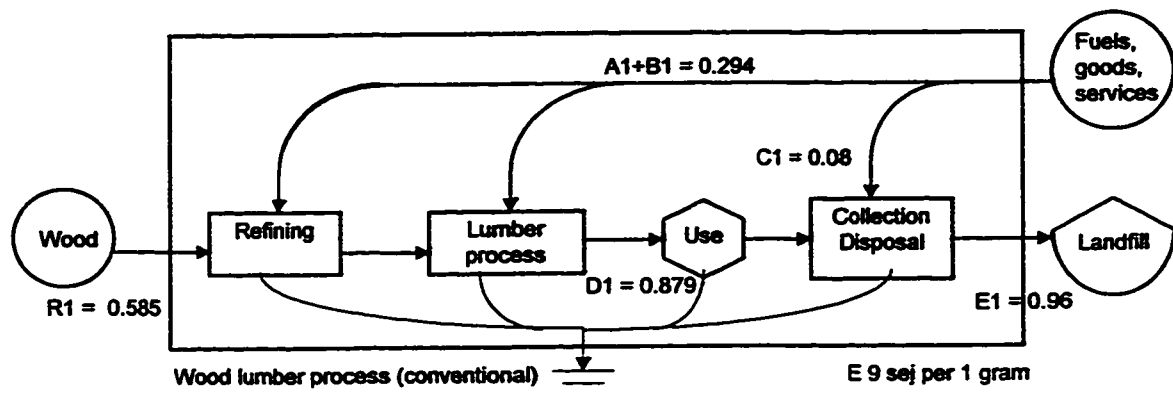 Fuels,
goods,
services
A1+B1 = 0.294
C1 = 0.08
Wood
Refining
Lumber
process
Use
Collection
Disposal
Landfill
R1 = 0.585
D1 = 0.879
E1 = 0.96
Wood lumber process (conventional)
E 9 sej per 1 gram